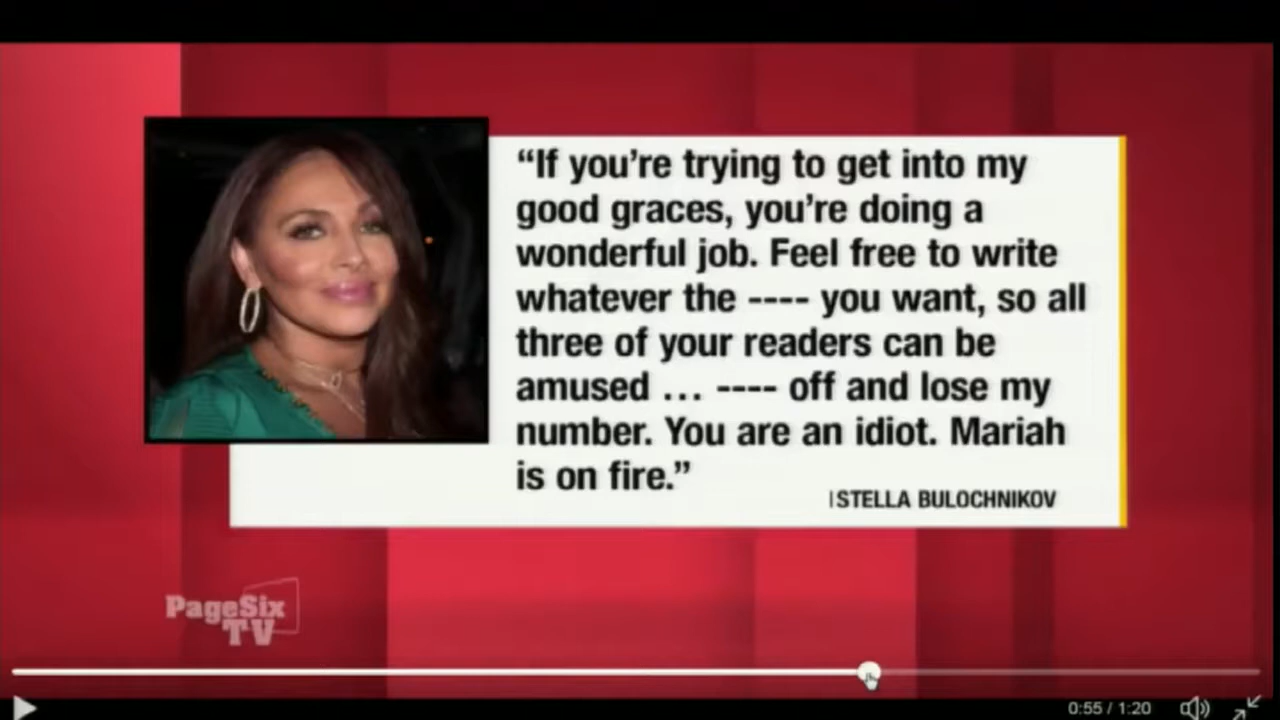 “If you’re trying to get into my
good graces, you’re doing a
wonderful job. Feel free to write
whatever the ---- you want, so all
three of your readers can be
amused … ---- off and lose my
number. You are an idiot. Mariah
is on fire.”
|STELLA BULOCHNIKOV
PageSix
TV
0:55 / 1:20